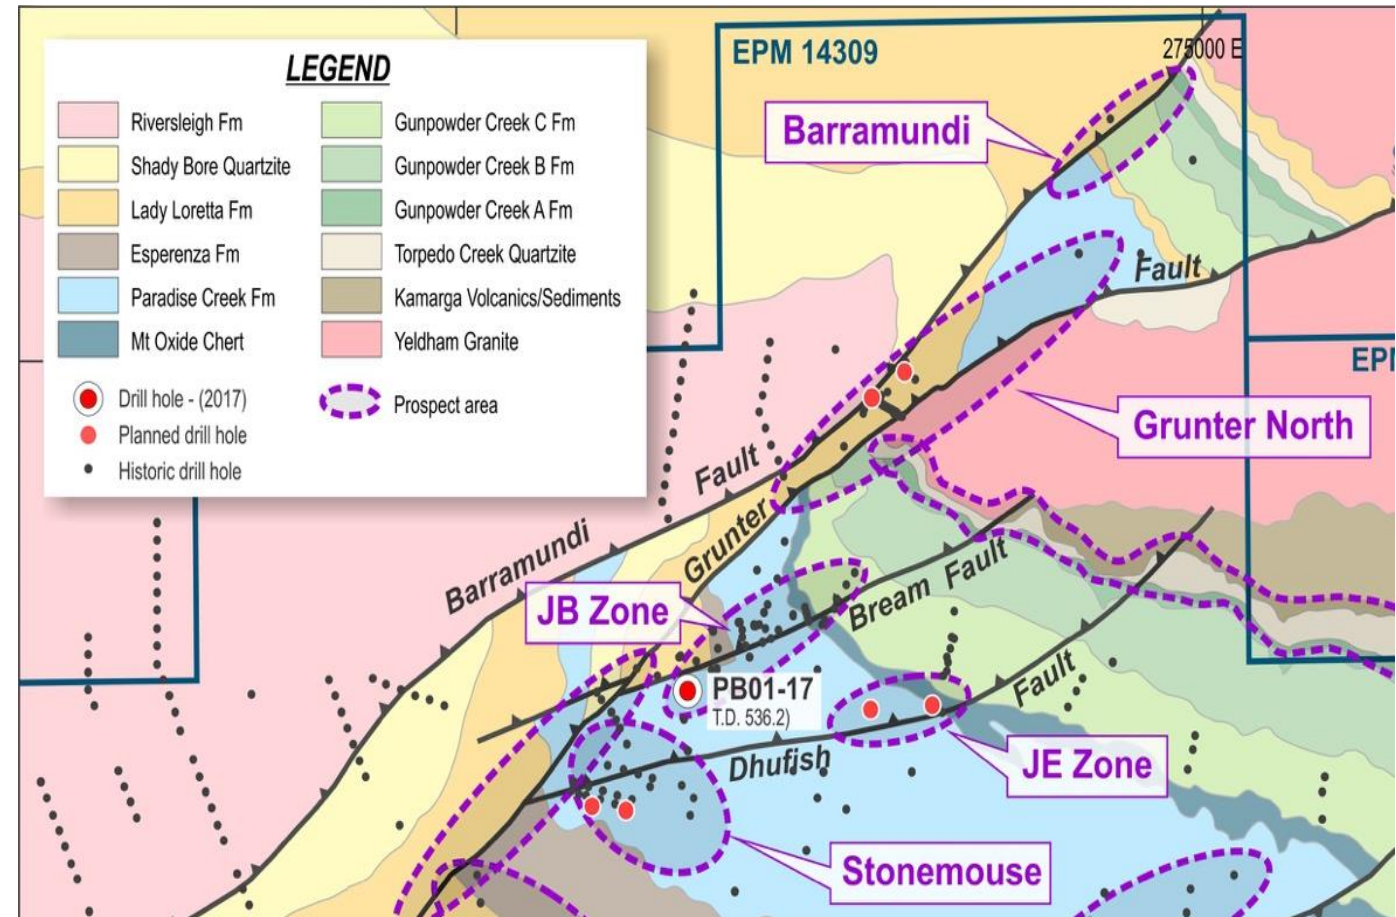 LEGEND
Riversleigh Fm
Shady Bore Quartzite
Lady Loretta Fm
Esperenza Fm
Paradise Creek Fm
Mt Oxide Chert
Gunpowder Creek C Fm
Gunpowder Creek B Fm
Gunpowder Creek A Fm
Torpedo Creek Quartzite
Kamarga Volcanics/Sediments
Yeldham Granite
Drill hole - (2017)
Planned drill hole
Historic drill hole
Prospect area
EPM 14309
275000 E
Barramundi
Fault
EPM
Grunter North
Barramundi Fault
Grunter
JB Zone
Bream Fault
PB01-17
T.D. 536.2)
Dhufish Fault
JE Zone
Stonemouse